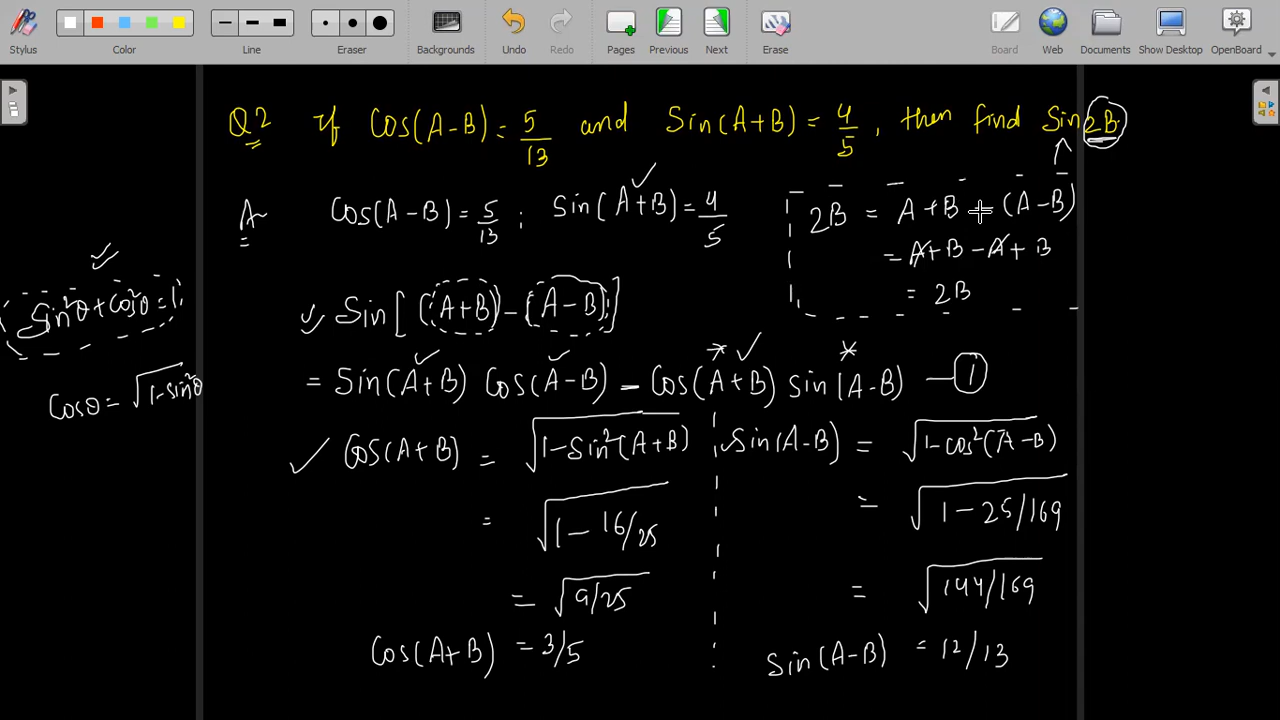 Stylus Color Line Eraser Backgrounds Undo Redo Pages Previous Next Erase Board Web Documents Show Desktop OpenBoard
Q2 If Cos(A-B) = 5/13 and Sin(A+B) = 4/5, then find Sin2B
A Cos(A-B) = 5/13 ; Sin(A+B) = 4/5
2B = A+B - (A-B)
= A+B - A + B
= 2B
Sin²θ + Cos²θ = 1
Cosθ = √1-Sin²θ
Sin[(A+B) - (A-B)]
= Sin(A+B) Cos(A-B) - Cos(A+B) Sin(A-B) — 1
Cos(A+B) = √1-Sin²(A+B)
= √1 - 16/25
= √9/25
Cos(A+B) = 3/5
Sin(A-B) = √1-cos²(A-B)
= √1 - 25/169
= √144/169
Sin(A-B) = 12/13